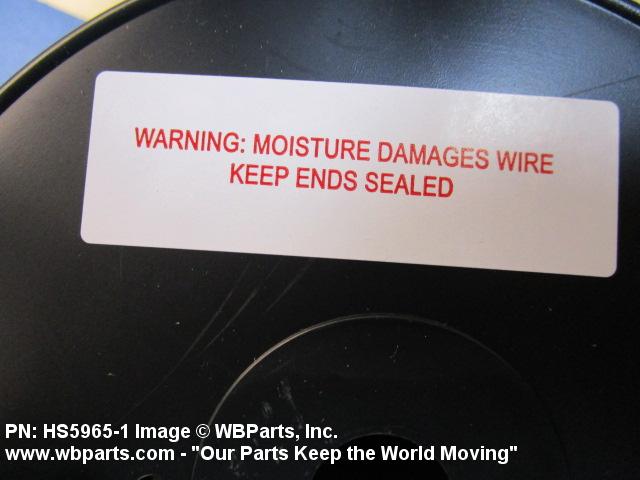 WARNING: MOISTURE DAMAGES WIRE
KEEP ENDS SEALED
PN: HS5965-1 Image © WBParts, Inc.
www.wbparts.com - "Our Parts Keep the World Moving"